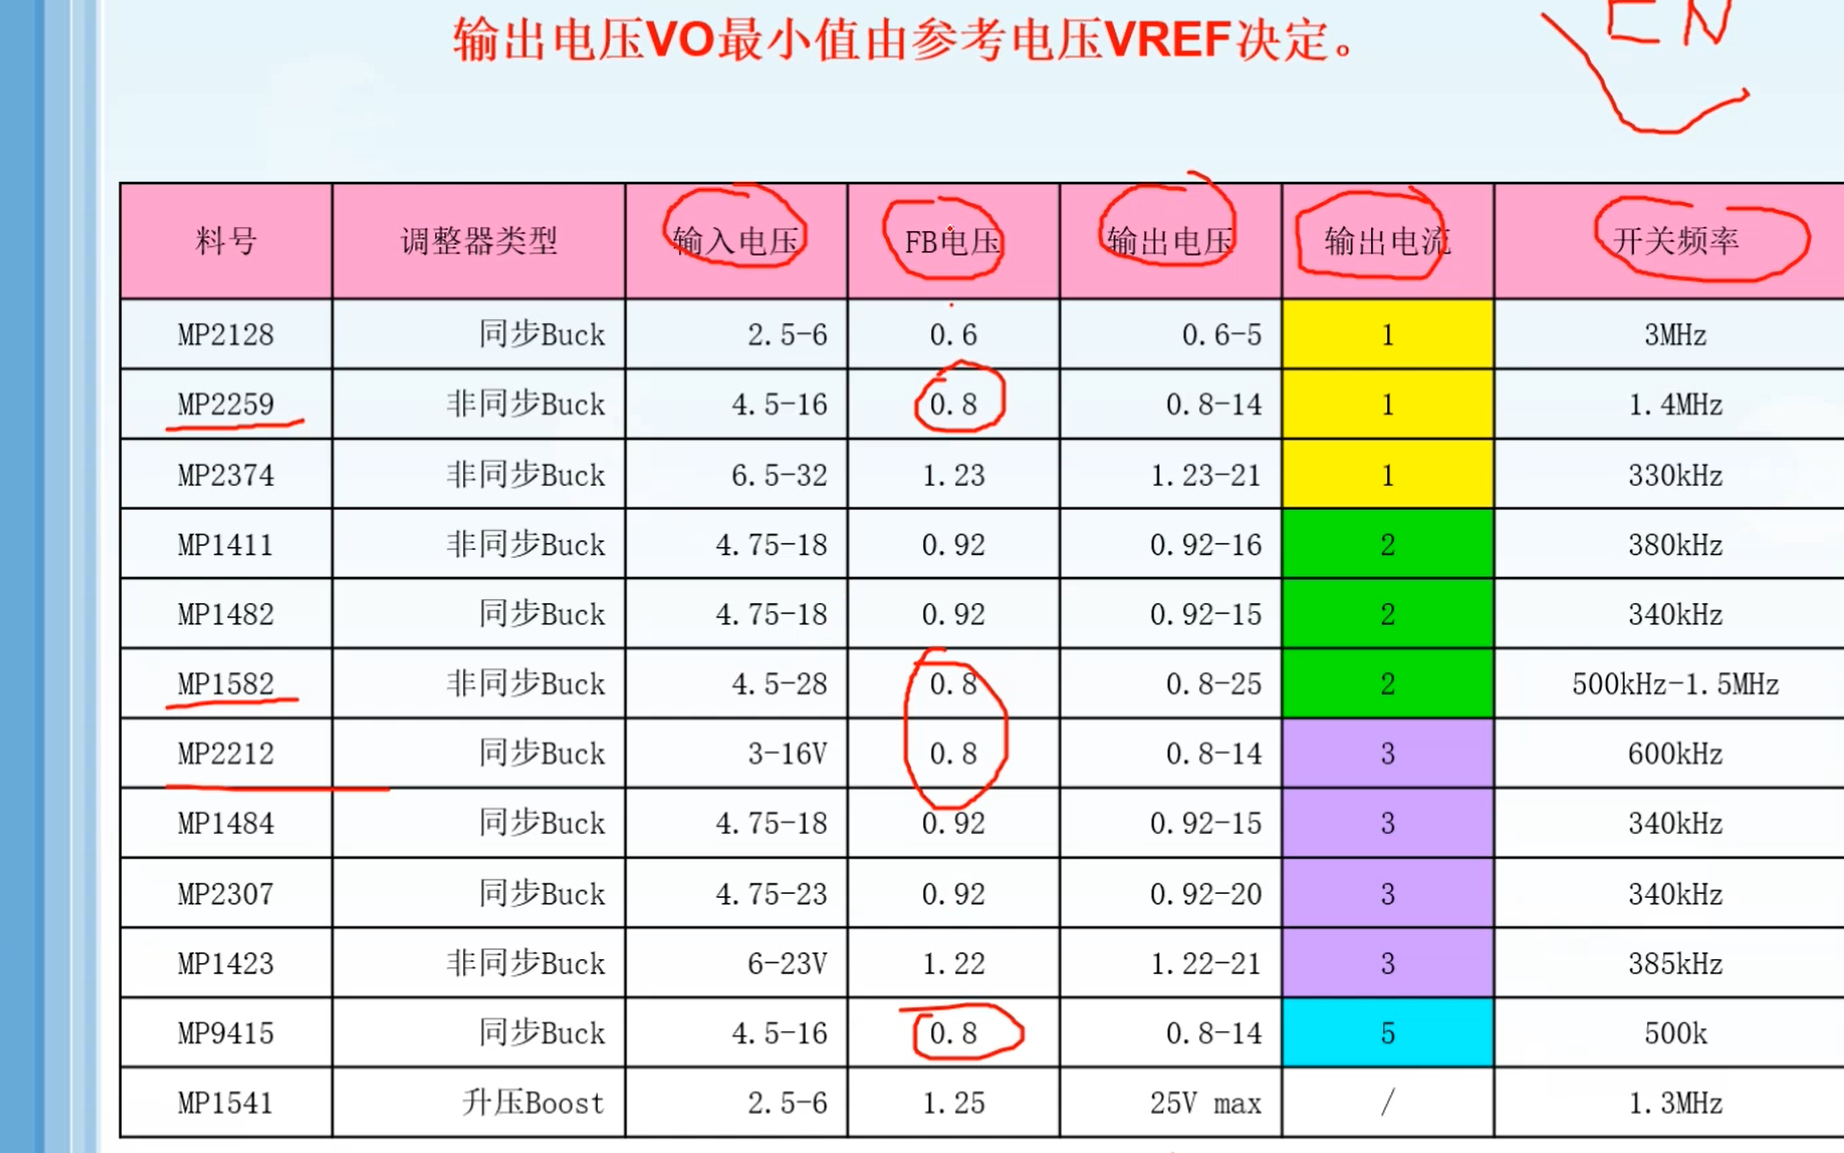 输出电压VO最小值由参考电压VREF决定。
EN
料号 调整器类型 输入电压 FB电压 输出电压 输出电流 开关频率
MP2128 同步Buck 2.5-6 0.6 0.6-5 1 3MHz
MP2259 非同步Buck 4.5-16 0.8 0.8-14 1 1.4MHz
MP2374 非同步Buck 6.5-32 1.23 1.23-21 1 330kHz
MP1411 非同步Buck 4.75-18 0.92 0.92-16 2 380kHz
MP1482 同步Buck 4.75-18 0.92 0.92-15 2 340kHz
MP1582 非同步Buck 4.5-28 0.8 0.8-25 2 500kHz-1.5MHz
MP2212 同步Buck 3-16V 0.8 0.8-14 3 600kHz
MP1484 同步Buck 4.75-18 0.92 0.92-15 3 340kHz
MP2307 同步Buck 4.75-23 0.92 0.92-20 3 340kHz
MP1423 非同步Buck 6-23V 1.22 1.22-21 3 385kHz
MP9415 同步Buck 4.5-16 0.8 0.8-14 5 500k
MP1541 升压Boost 2.5-6 1.25 25V max / 1.3MHz